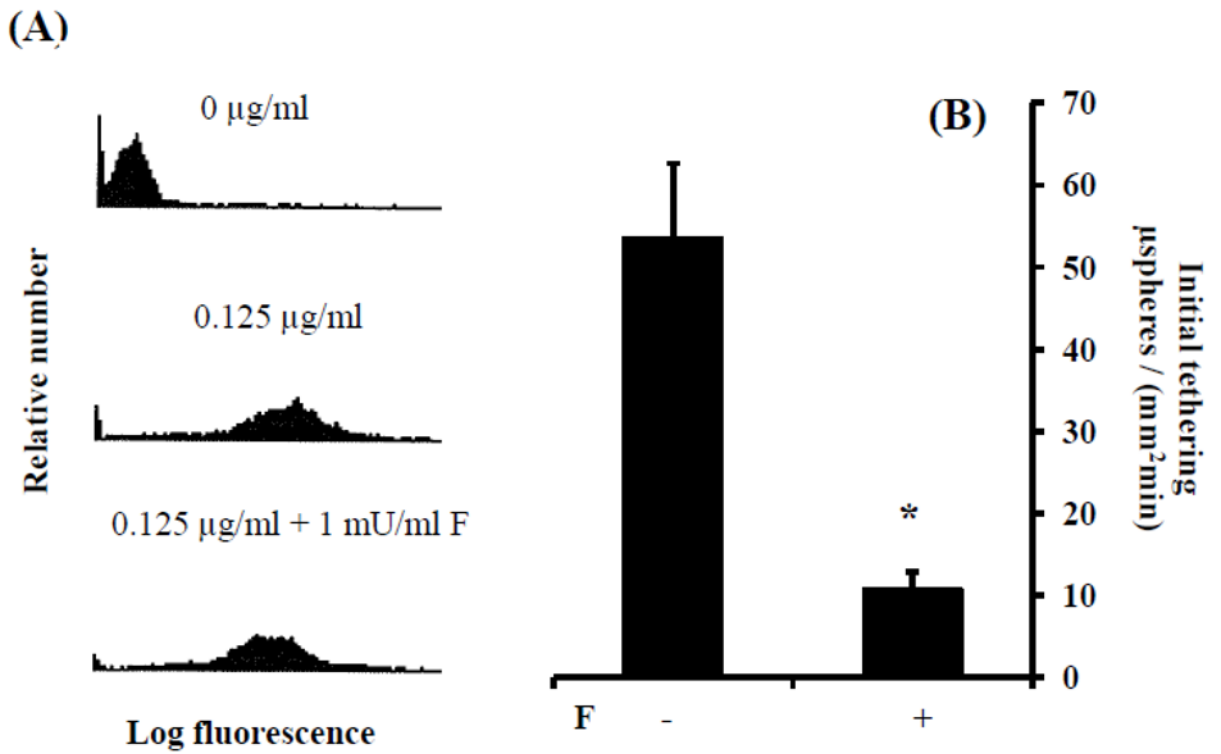 (A)
0 µg/ml
0.125 µg/ml
0.125 µg/ml + 1 mU/ml F
Relative number
Log fluorescence
(B)
70
60
50
40
30
20
10
0
*
F - +
Initial tethering
µspheres / (mm²min)